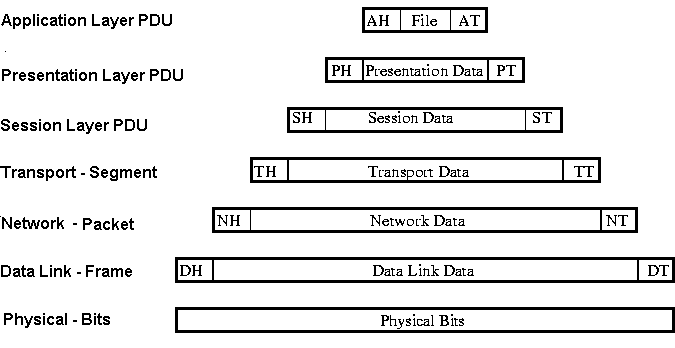 Application Layer PDU AH File AT
Presentation Layer PDU PH Presentation Data PT
Session Layer PDU SH Session Data ST
Transport - Segment TH Transport Data TT
Network - Packet NH Network Data NT
Data Link - Frame DH Data Link Data DT
Physical - Bits Physical Bits